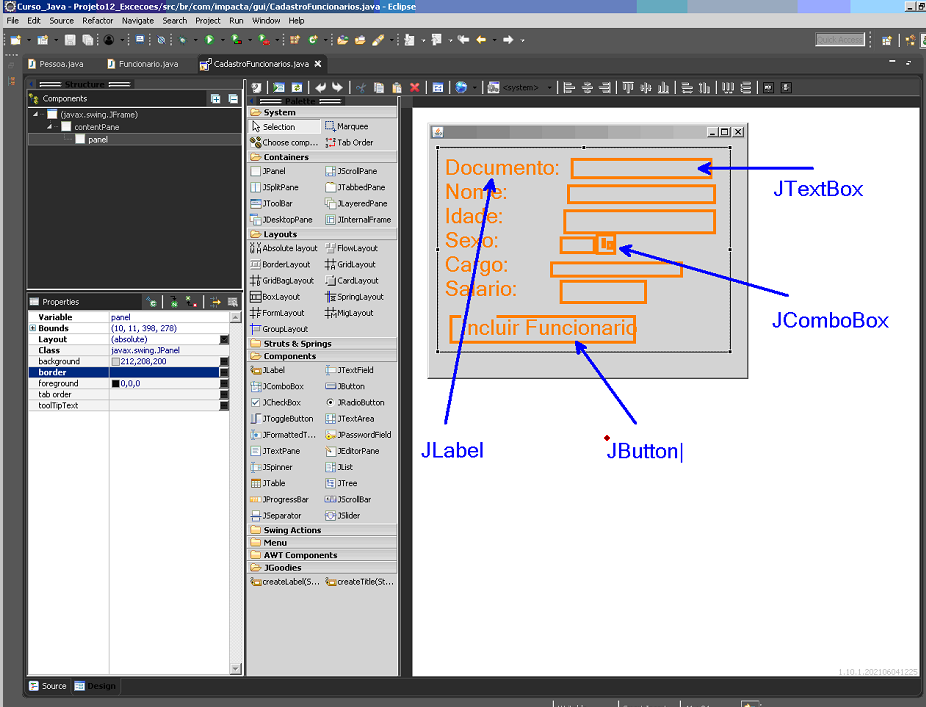 Curso_Java - Projeto12_Excecoes/src/br/com/impacta/gui/CadastroFuncionarios.java - Eclipse
File Edit Source Refactor Navigate Search Project Run Window Help
Quick Access
Pessoa.java Funcionario.java CadastroFuncionarios.java
Structure
Components
(javax.swing.JFrame)
contentPane
panel
Properties
Variable panel
Bounds (10, 11, 398, 278)
Layout (absolute)
Class javax.swing.JPanel
background 212,208,200
border
foreground 0,0,0
tab order
toolTipText
Source Design
Palette
System
Selection Marquee
Choose comp... Tab Order
Containers
JPanel JScrollPane
JSplitPane JTabbedPane
JToolBar JLayeredPane
JDesktopPane JInternalFrame
Layouts
Absolute layout FlowLayout
BorderLayout GridLayout
GridBagLayout CardLayout
BoxLayout SpringLayout
FormLayout MigLayout
GroupLayout
Struts & Springs
Components
JLabel JTextField
JComboBox JButton
JCheckBox JRadioButton
JToggleButton JTextArea
JFormattedT... JPasswordField
JTextPane JEditorPane
JSpinner JList
JTable JTree
JProgressBar JScrollBar
JSeparator JSlider
Swing Actions
Menu
AWT Components
JGoodies
createLabel(S... createTitle(St...
<system>
Documento:
Nome:
Idade:
Sexo:
Cargo:
Salario:
Incluir Funcionario
JTextBox
JComboBox
JLabel
JButton
1.10.1.202106041225